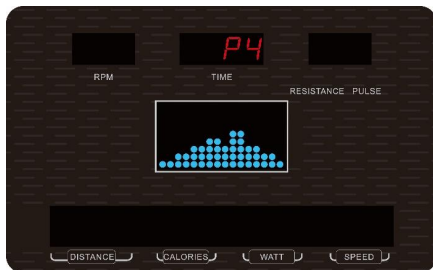 P4
RPM TIME
RESISTANCE PULSE
DISTANCE CALORIES WATT SPEED